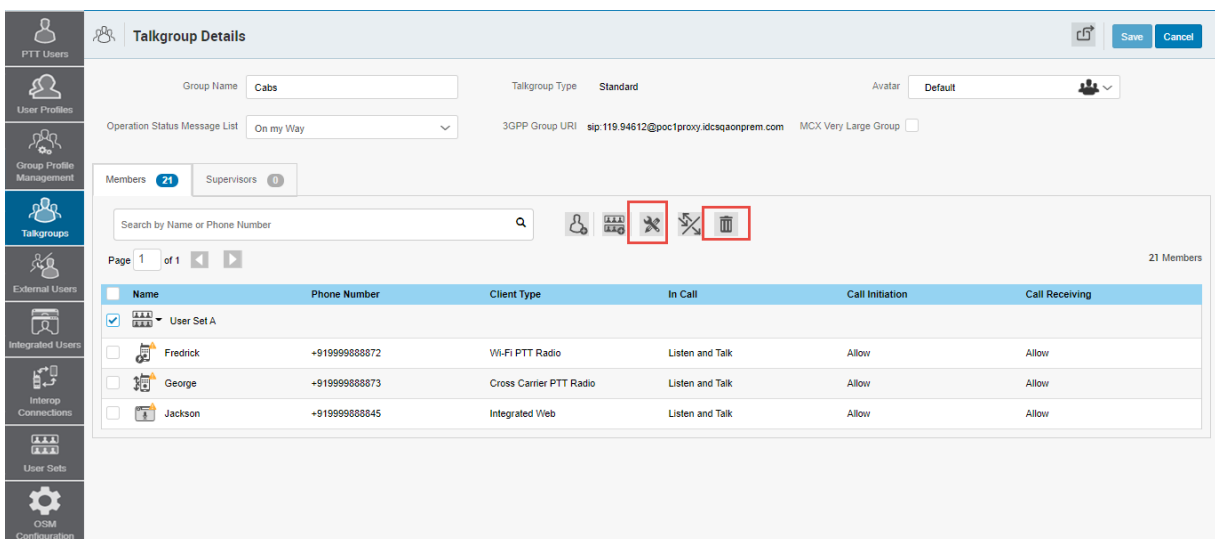 PTT Users
User Profiles
Group Profile
Management
Talkgroups
External Users
Integrated Users
Interop
Connections
User Sets
OSM
Configuration
Talkgroup Details
Save Cancel
Group Name Cabs Talkgroup Type Standard Avatar Default
Operation Status Message List On my Way 3GPP Group URI sip:119.94612@poc1proxy.idcsqaonprem.com MCX Very Large Group
Members 21 Supervisors 0
Search by Name or Phone Number
Page 1 of 1 21 Members
Name Phone Number Client Type In Call Call Initiation Call Receiving
User Set A
Fredrick +919999888872 Wi-Fi PTT Radio Listen and Talk Allow Allow
George +919999888873 Cross Carrier PTT Radio Listen and Talk Allow Allow
Jackson +919999888845 Integrated Web Listen and Talk Allow Allow